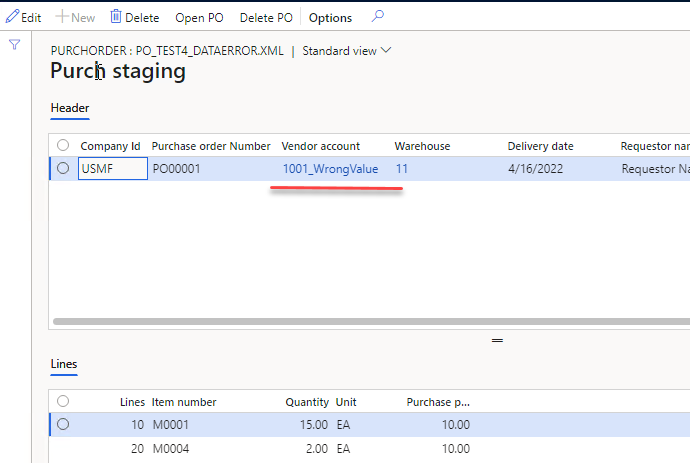 Edit New Delete Open PO Delete PO Options
PURCHORDER : PO_TEST4_DATAERROR.XML | Standard view
Purch staging
Header
Company Id Purchase order Number Vendor account Warehouse Delivery date Requestor nar
USMF PO00001 1001_WrongValue 11 4/16/2022 Requestor Na
Lines
Lines Item number Quantity Unit Purchase p...
10 M0001 15.00 EA 10.00
20 M0004 2.00 EA 10.00